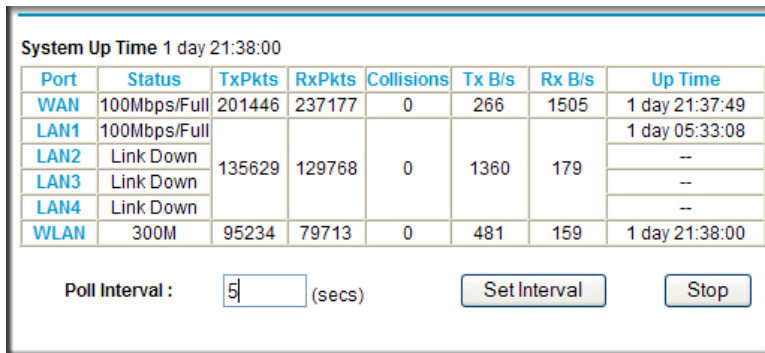 System Up Time 1 day 21:38:00
Port Status TxPkts RxPkts Collisions Tx B/s Rx B/s Up Time
WAN 100Mbps/Full 201446 237177 0 266 1505 1 day 21:37:49
LAN1 100Mbps/Full 135629 129768 0 1360 179 1 day 05:33:08
LAN2 Link Down --
LAN3 Link Down --
LAN4 Link Down --
WLAN 300M 95234 79713 0 481 159 1 day 21:38:00
Poll Interval : 5 (secs) Set Interval Stop